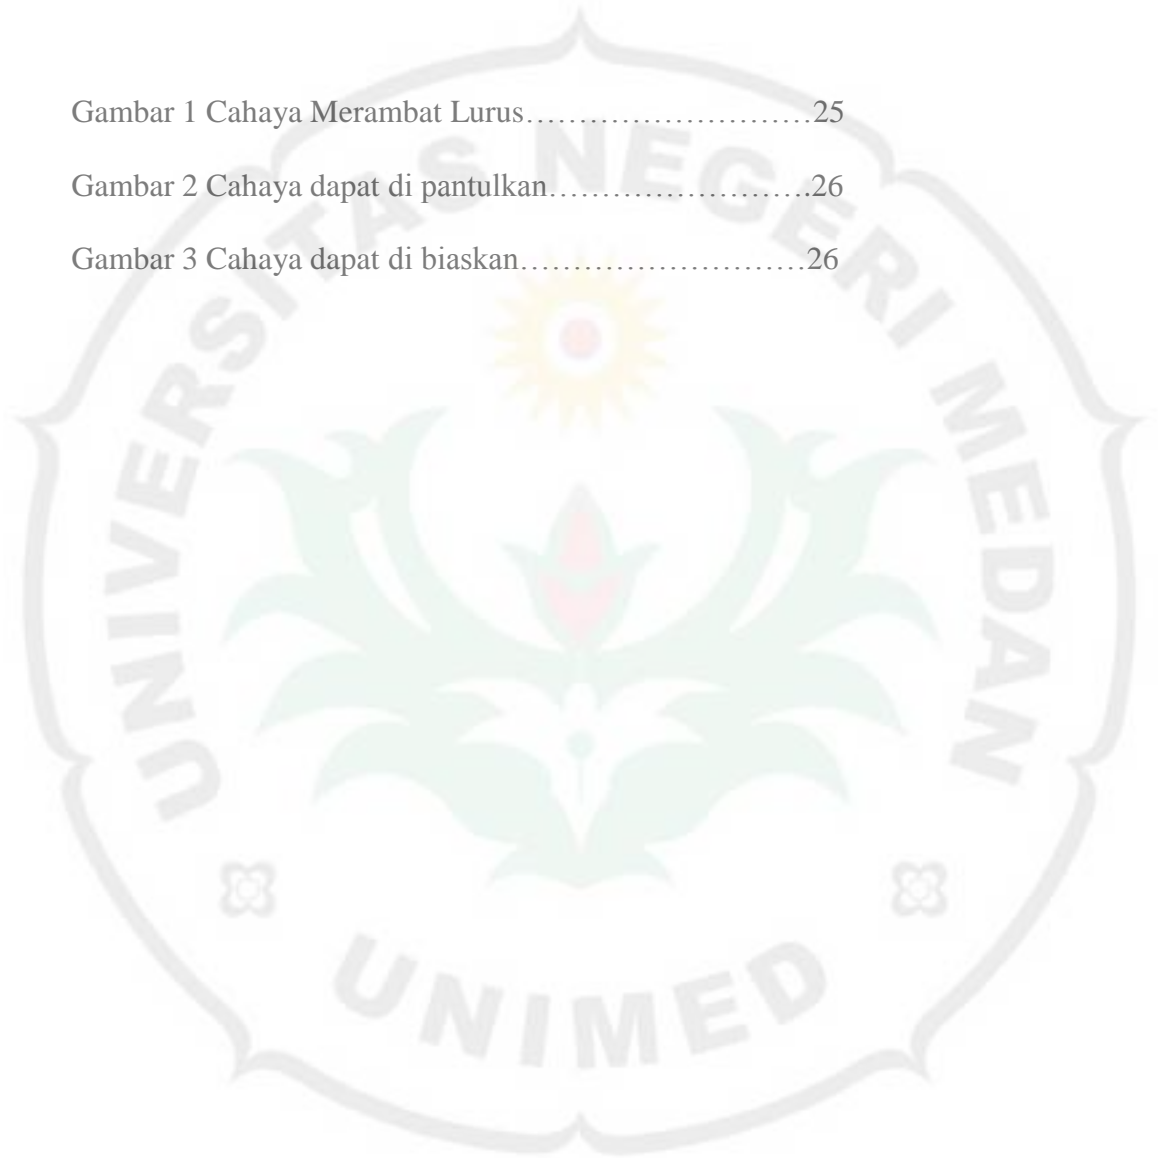 Gambar 1 Cahaya Merambat Lurus………………………25
Gambar 2 Cahaya dapat di pantulkan…………………….26
Gambar 3 Cahaya dapat di biaskan………………………26
UNIVERSITAS NEGERI MEDAN
UNIMED